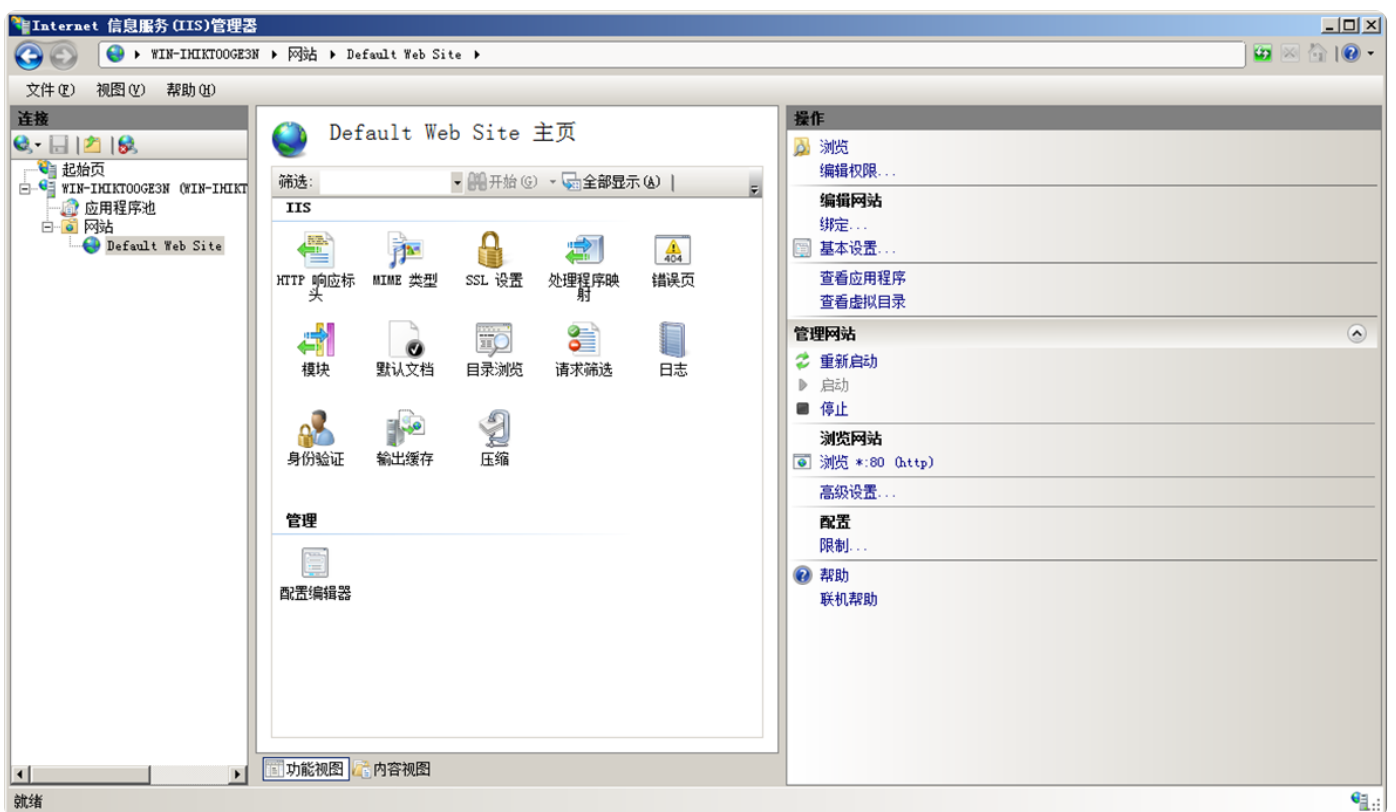 Internet 信息服务(IIS)管理器
WIN-IHIKTOOGE3N 网站 Default Web Site
文件(F) 视图(V) 帮助(H)
连接
起始页
WIN-IHIKTOOGE3N (WIN-IHIKT
应用程序池
网站
Default Web Site
Default Web Site 主页
筛选: 开始(G) 全部显示(A)
IIS
HTTP 响应标头
MIME 类型
SSL 设置
处理程序映射
404
错误页
模块
默认文档
目录浏览
请求筛选
日志
身份验证
输出缓存
压缩
管理
配置编辑器
功能视图 内容视图
操作
浏览
编辑权限...
编辑网站
绑定...
基本设置...
查看应用程序
查看虚拟目录
管理网站
重新启动
启动
停止
浏览网站
浏览 *:80 (http)
高级设置...
配置
限制...
帮助
联机帮助
就绪